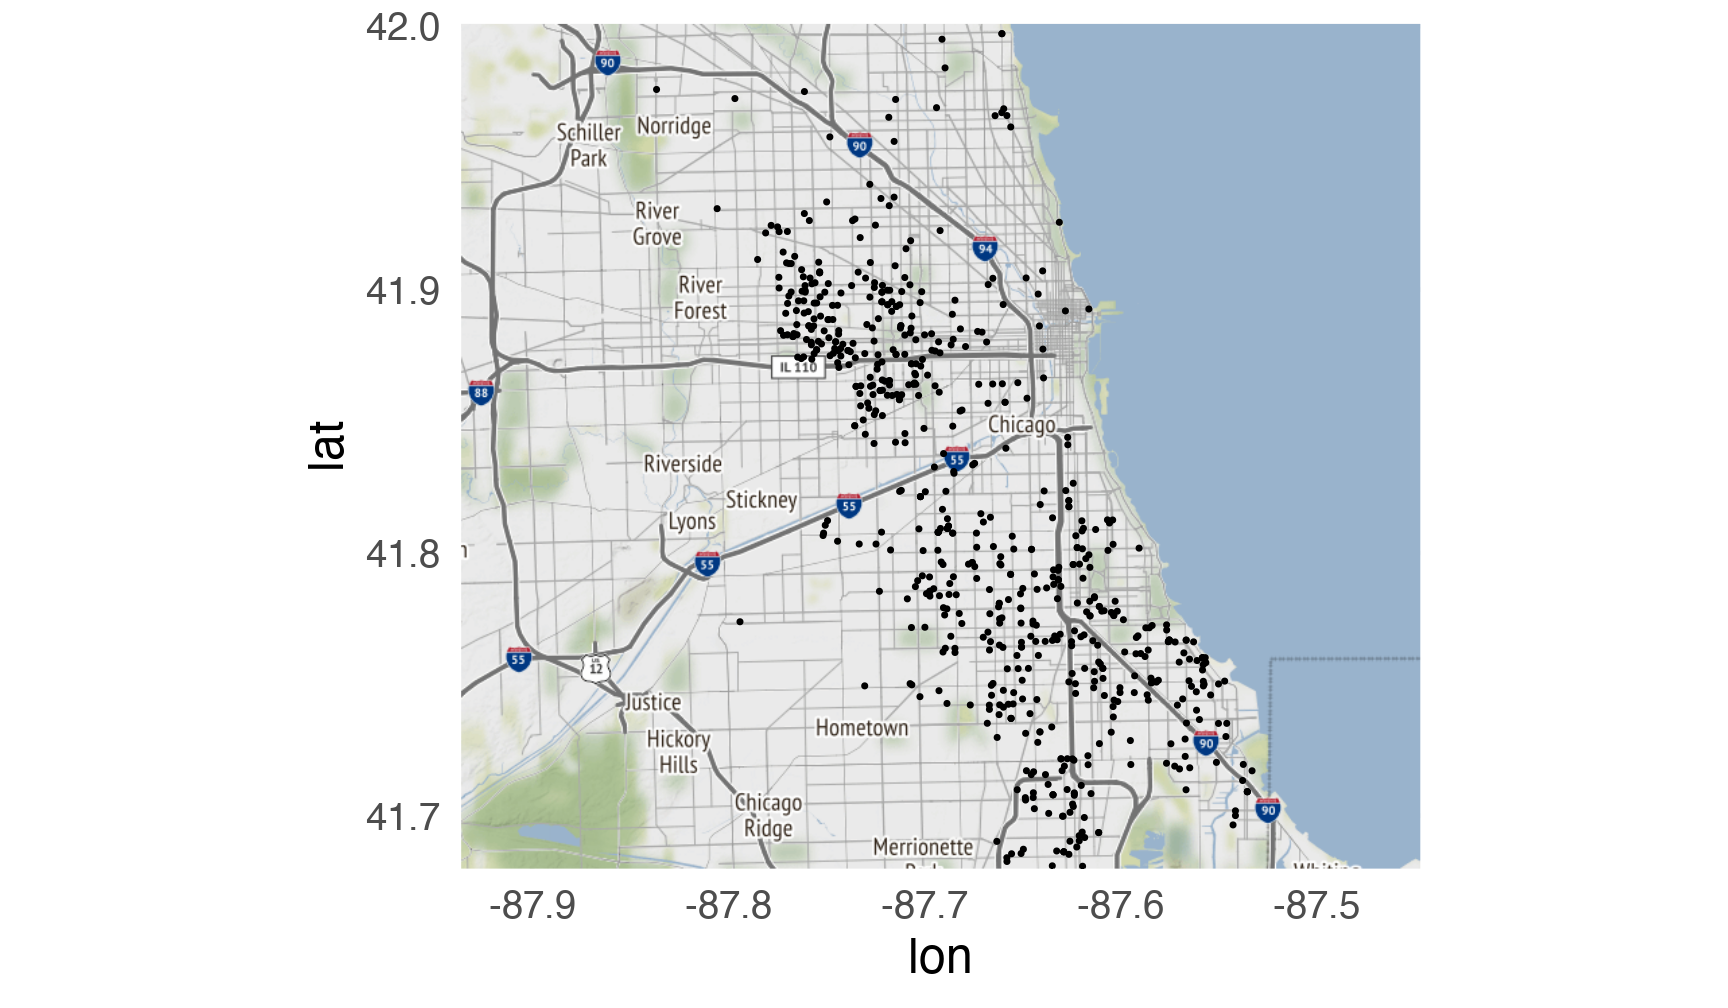 42.0
41.9
41.8
41.7
lat
-87.9
-87.8
-87.7
-87.6
-87.5
lon
90
Schiller
Park
Norridge
90
River
Grove
94
River
Forest
IL 110
88
Chicago
Riverside
55
Stickney
55
Lyons
55
55
US
12
Justice
Hometown
Hickory
Hills
90
Chicago
Ridge
90
Merrionette